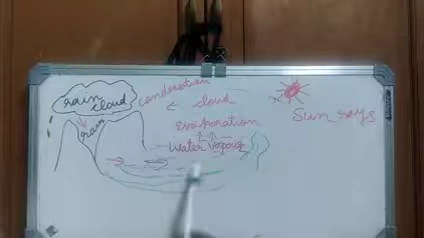 rain
cloud
condensation
cloud
Sun rays
rain
evaporation
Water Vapour